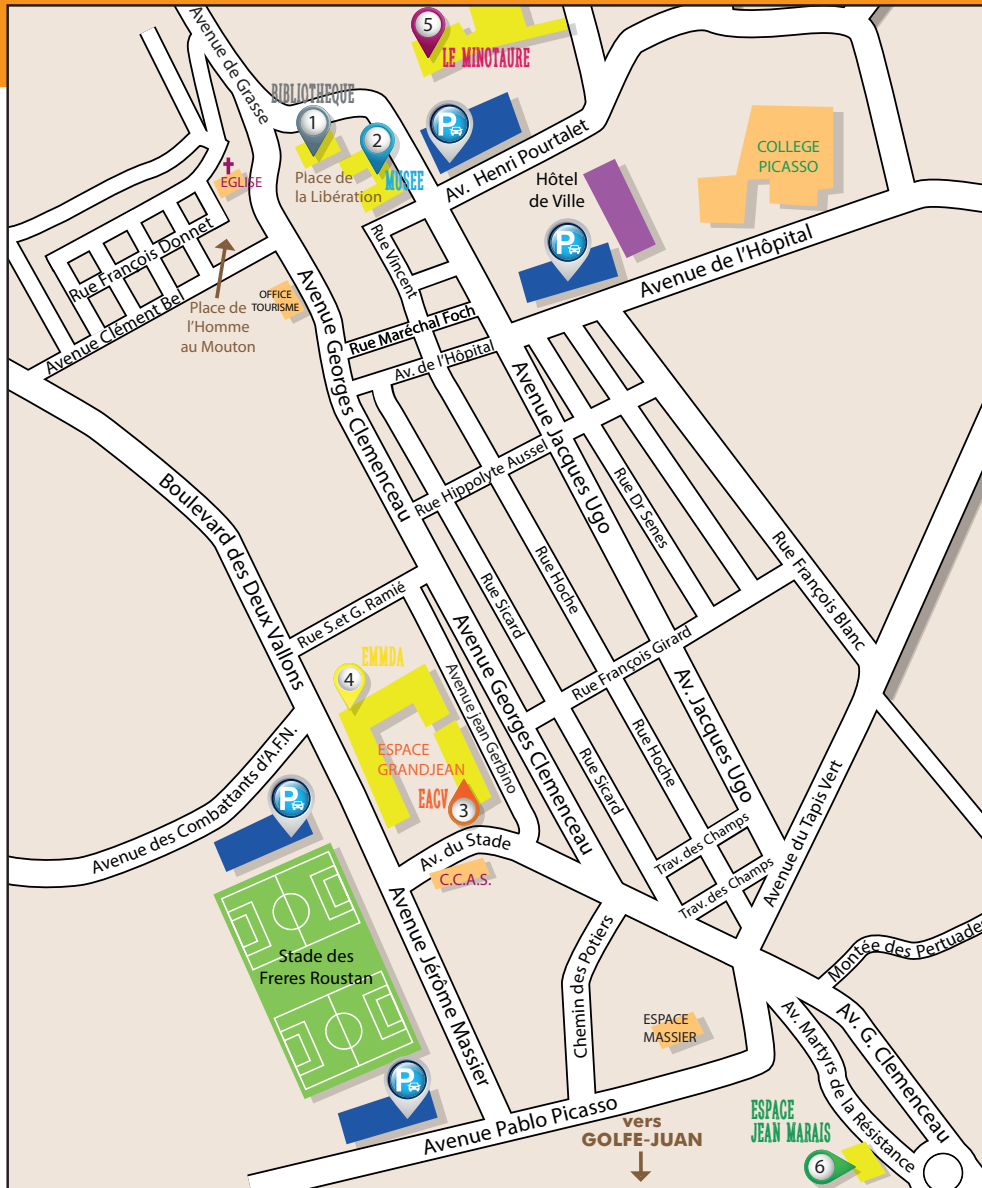 5
LE MINOTAURE
Avenue de Grasse
BIBLIOTHEQUE
1
2
MUSEE
P
Place de
la Libération
EGLISE
Av. Henri Pourtalet
COLLEGE
PICASSO
Hôtel
de Ville
P
Rue François Donnet
Rue Vincent
Avenue de l'Hôpital
Place de
l'Homme
au Mouton
OFFICE
TOURISME
Avenue Clément Bel
Avenue Georges Clemenceau
Rue Maréchal Foch
Av. de l'Hôpital
Avenue Jacques Ugo
Rue Hippolyte Aussel
Rue Dr Senes
Boulevard des Deux Vallons
Rue Sicard
Rue Hoche
Rue François Blanc
Rue S.et G. Ramié
EMMDA
4
Avenue Jean Gerbino
Avenue Georges Clemenceau
Rue François Girard
Av. Jacques Ugo
ESPACE
GRANDJEAN
EACV
3
Rue Sicard
Rue Hoche
Avenue des Combattants d'A.F.N.
P
Av. du Stade
C.C.A.S.
Trav. des Champs
Trav. des Champs
Avenue du Tapis Vert
Stade des
Freres Roustan
Avenue Jérôme Massier
Chemin des Potiers
Montée des Pertuades
ESPACE
MASSIER
Av. G. Clemenceau
Av. Martyrs de la Résistance
P
Avenue Pablo Picasso
vers
GOLFE-JUAN
ESPACE
JEAN MARAIS
6